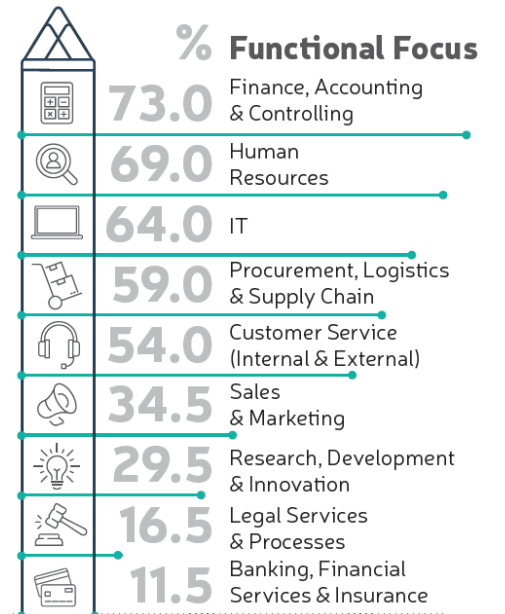 % Functional Focus
73.0 Finance, Accounting
& Controlling
69.0 Human
Resources
64.0 IT
59.0 Procurement, Logistics
& Supply Chain
54.0 Customer Service
(Internal & External)
34.5 Sales
& Marketing
29.5 Research, Development
& Innovation
16.5 Legal Services
& Processes
11.5 Banking, Financial
Services & Insurance